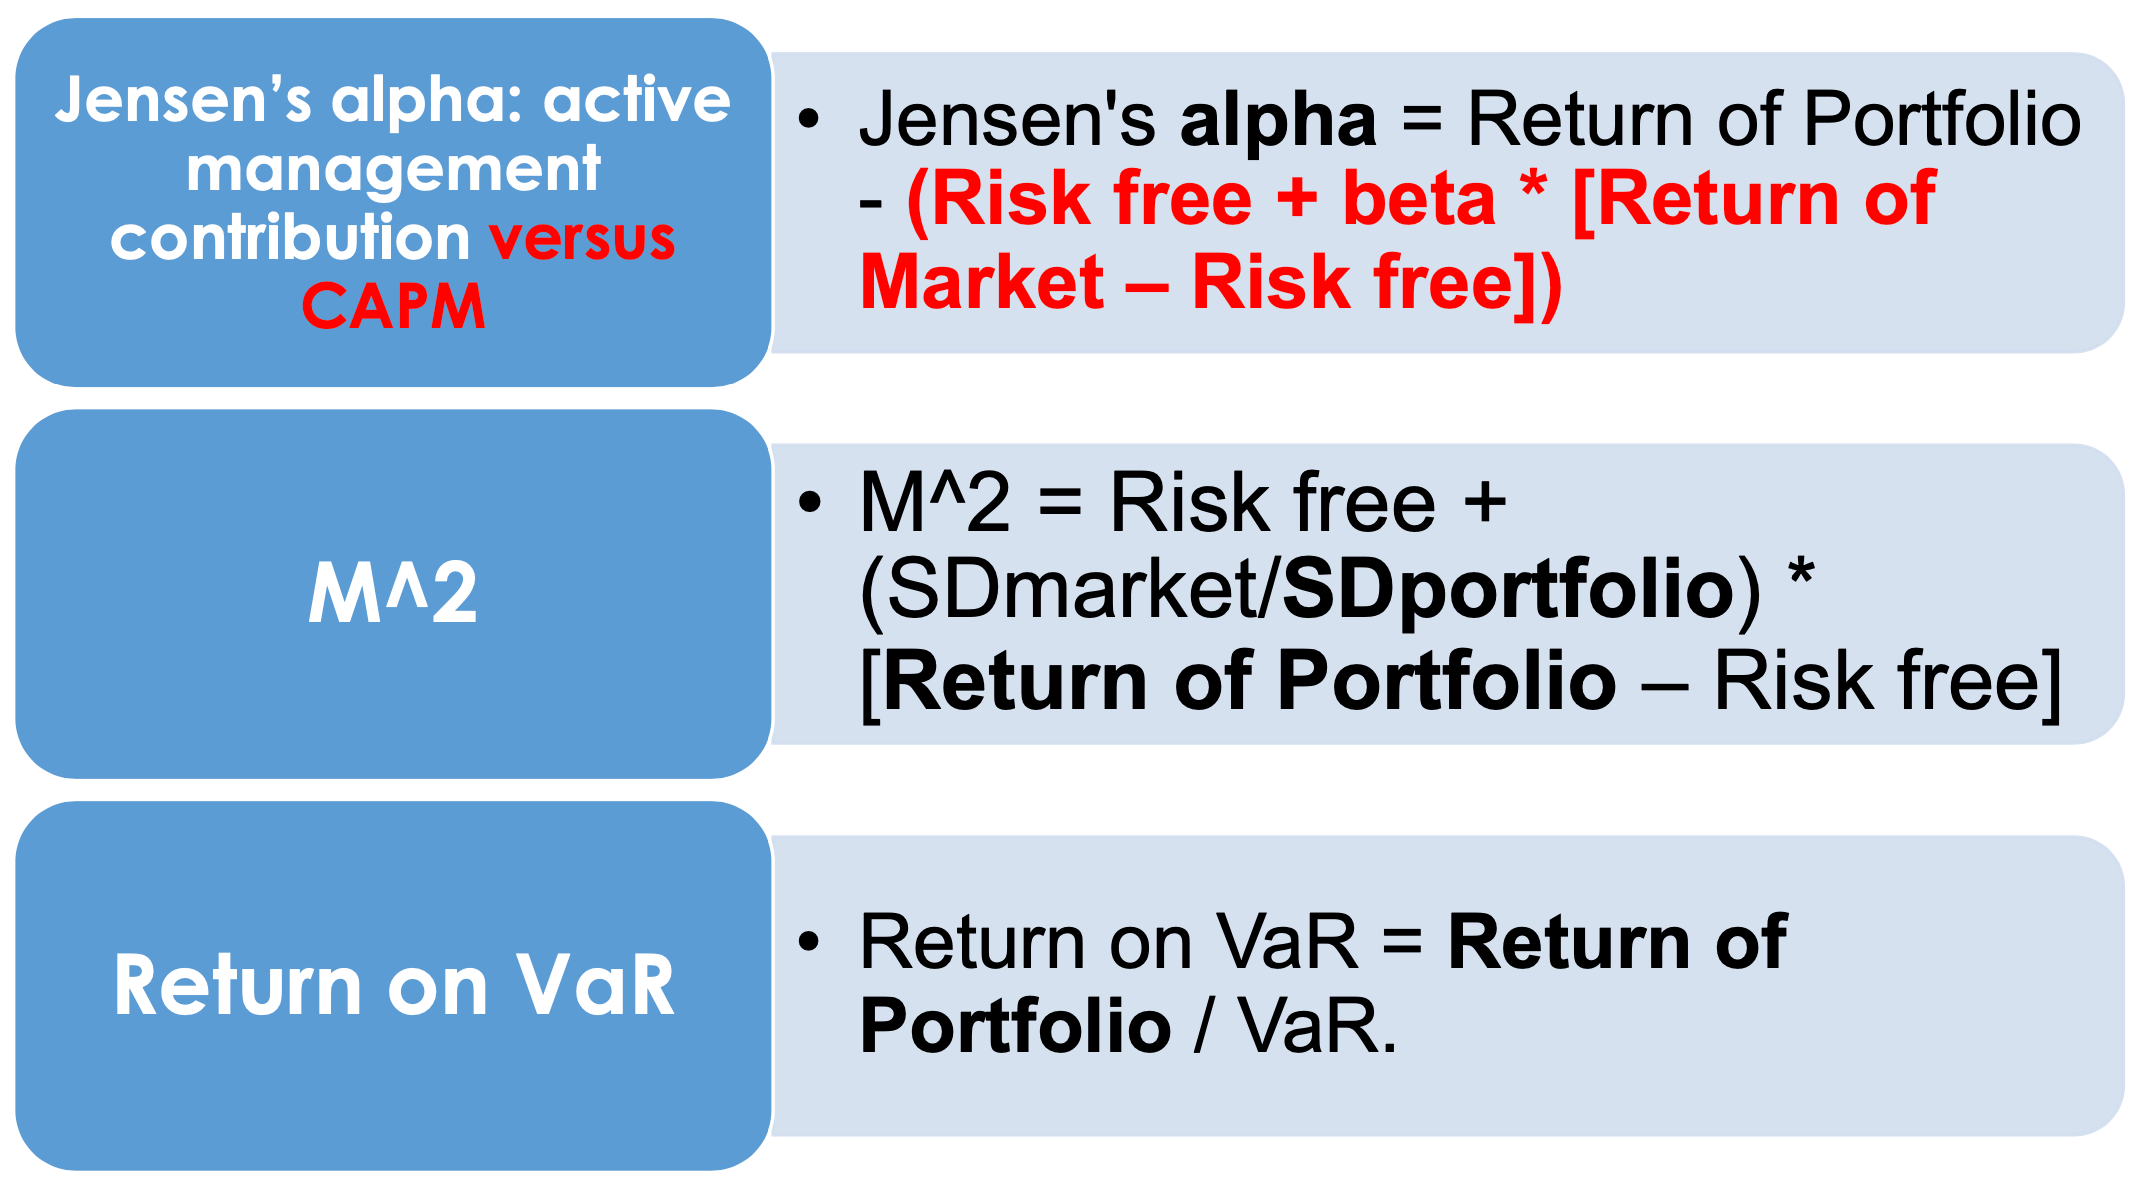 Jensen’s alpha: active
management
contribution versus
CAPM
• Jensen's alpha = Return of Portfolio
- (Risk free + beta * [Return of
Market – Risk free])
M^2
• M^2 = Risk free +
(SDmarket/SDportfolio) *
[Return of Portfolio – Risk free]
Return on VaR
• Return on VaR = Return of
Portfolio / VaR.